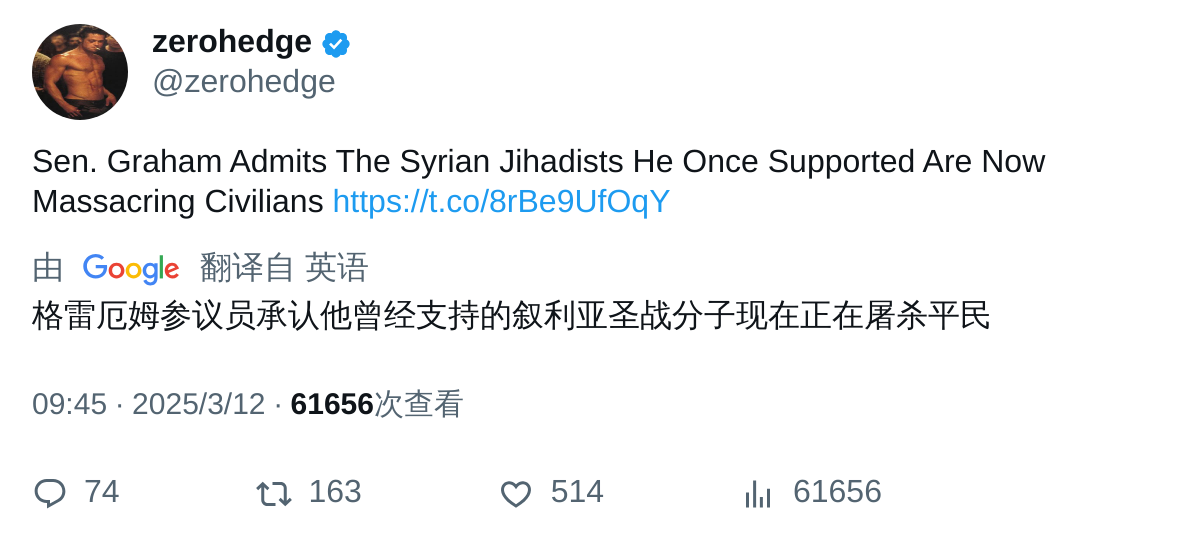 zerohedge
@zerohedge
Sen. Graham Admits The Syrian Jihadists He Once Supported Are Now
Massacring Civilians https://t.co/8rBe9UfOqY
由 Google 翻译自 英语
格雷厄姆参议员承认他曾经支持的叙利亚圣战分子现在正在屠杀平民
09:45 · 2025/3/12 · 61656次查看
74 163 514 61656